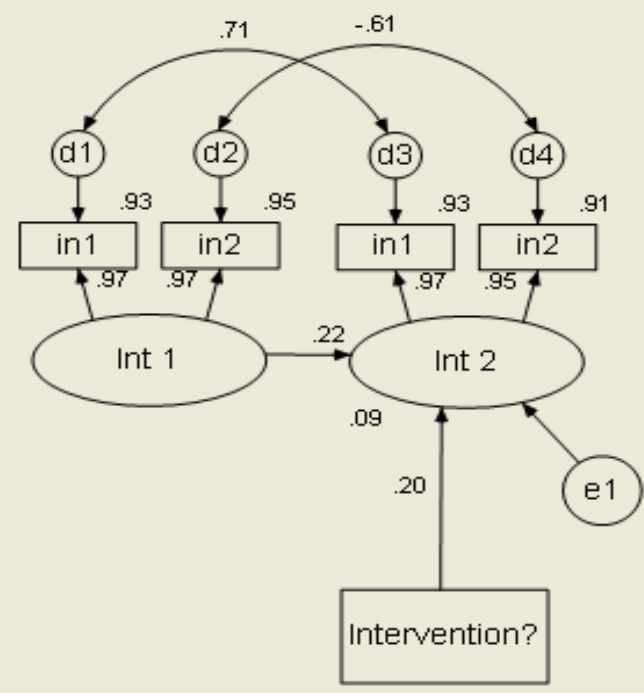 .71 -.61
d1 d2 d3 d4
.93 .95 .93 .91
in1 in2 in1 in2
.97 .97 .97 .95
Int 1 .22 Int 2
.09
.20 e1
Intervention?